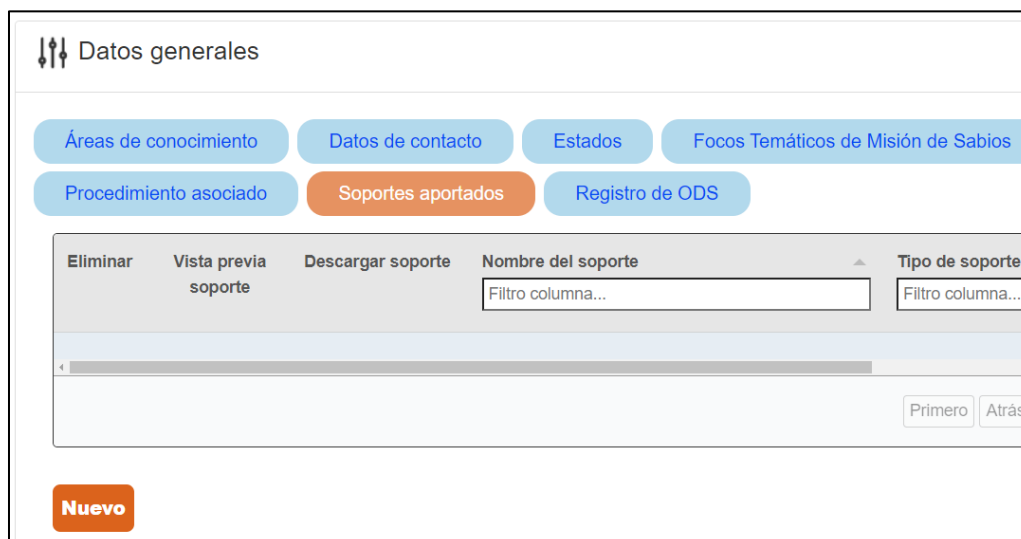 Datos generales
Áreas de conocimiento Datos de contacto Estados Focos Temáticos de Misión de Sabios
Procedimiento asociado Soportes aportados Registro de ODS
Eliminar Vista previa soporte Descargar soporte Nombre del soporte Tipo de soporte
Filtro columna... Filtro columna...
Primero Atrás
Nuevo